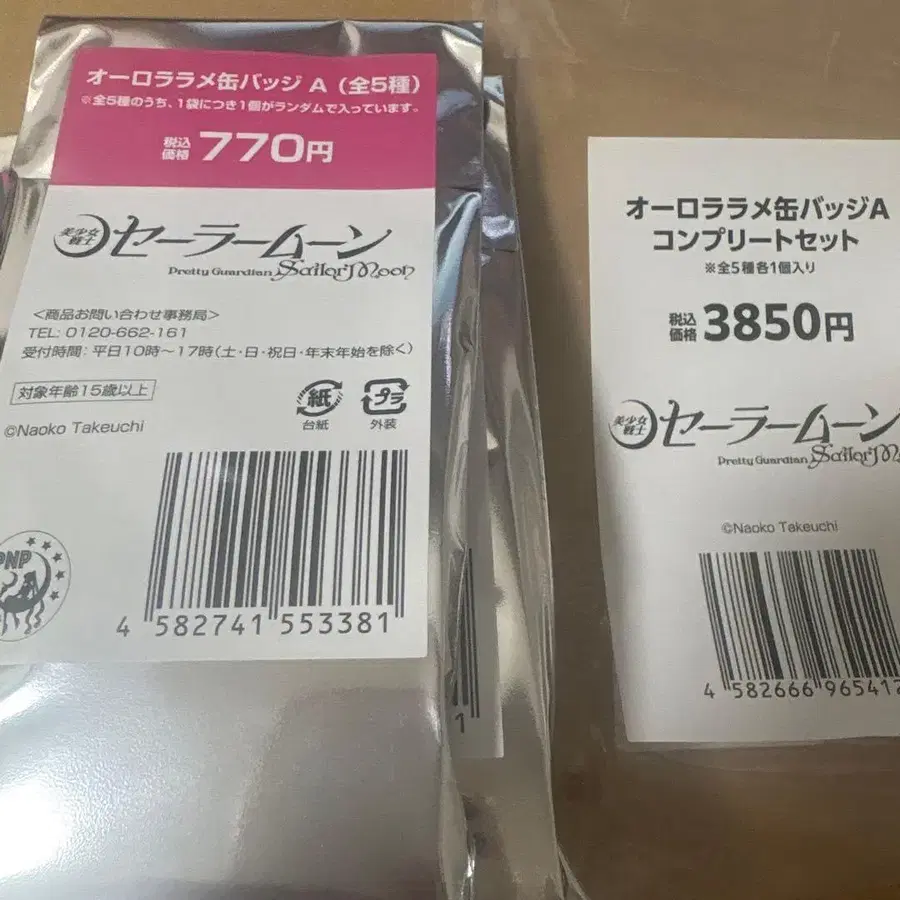 オーロララメ缶バッジ A（全5種）
※全5種のうち、1袋につき1個がランダムで入っています。
税込価格 770円
美少女戦士 セーラームーン
Pretty Guardian Sailor Moon
＜商品お問い合わせ事務局＞
TEL: 0120-662-161
受付時間：平日10時〜17時（土・日・祝日・年末年始を除く）
対象年齢15歳以上
紙 プラ
台紙 外装
©Naoko Takeuchi
PNP
4 582741 553381
1
オーロララメ缶バッジA
コンプリートセット
※全5種各1個入り
税込価格 3850円
美少女戦士 セーラームーン
Pretty Guardian Sailor M
©Naoko Takeuchi
4 582666 965412